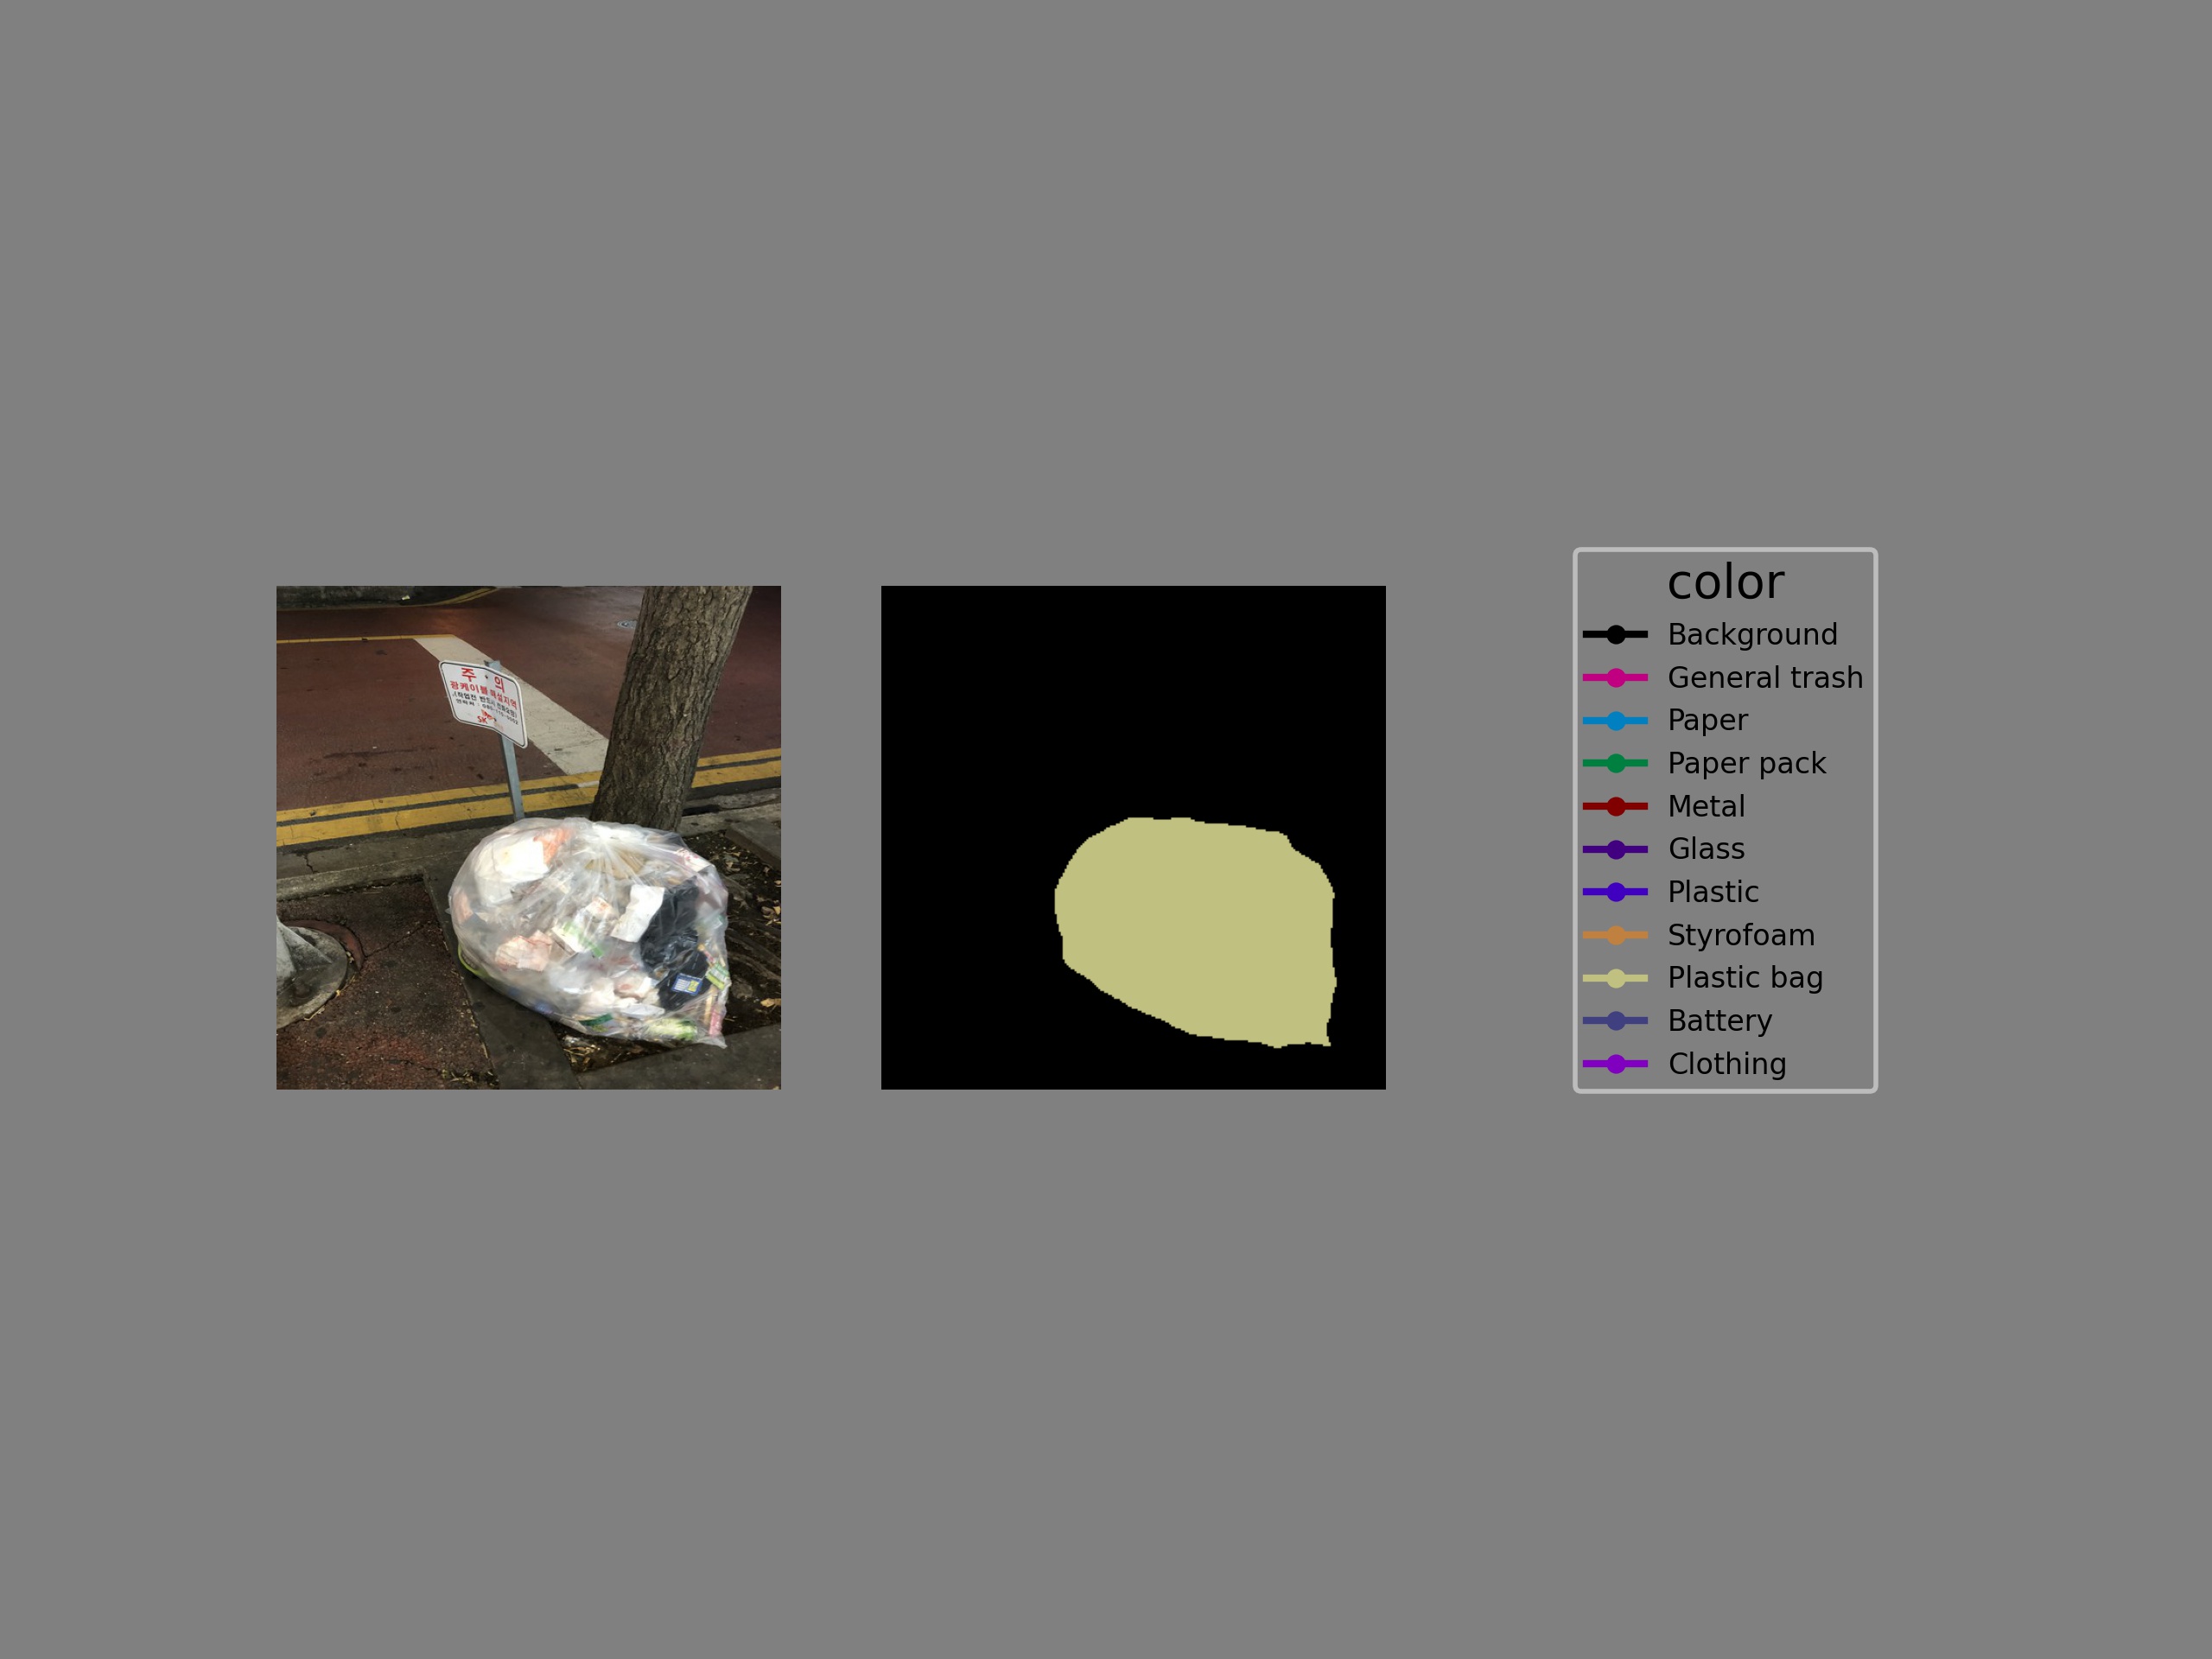 주 의
광케이블 매설지역
SK
color
Background
General trash
Paper
Paper pack
Metal
Glass
Plastic
Styrofoam
Plastic bag
Battery
Clothing